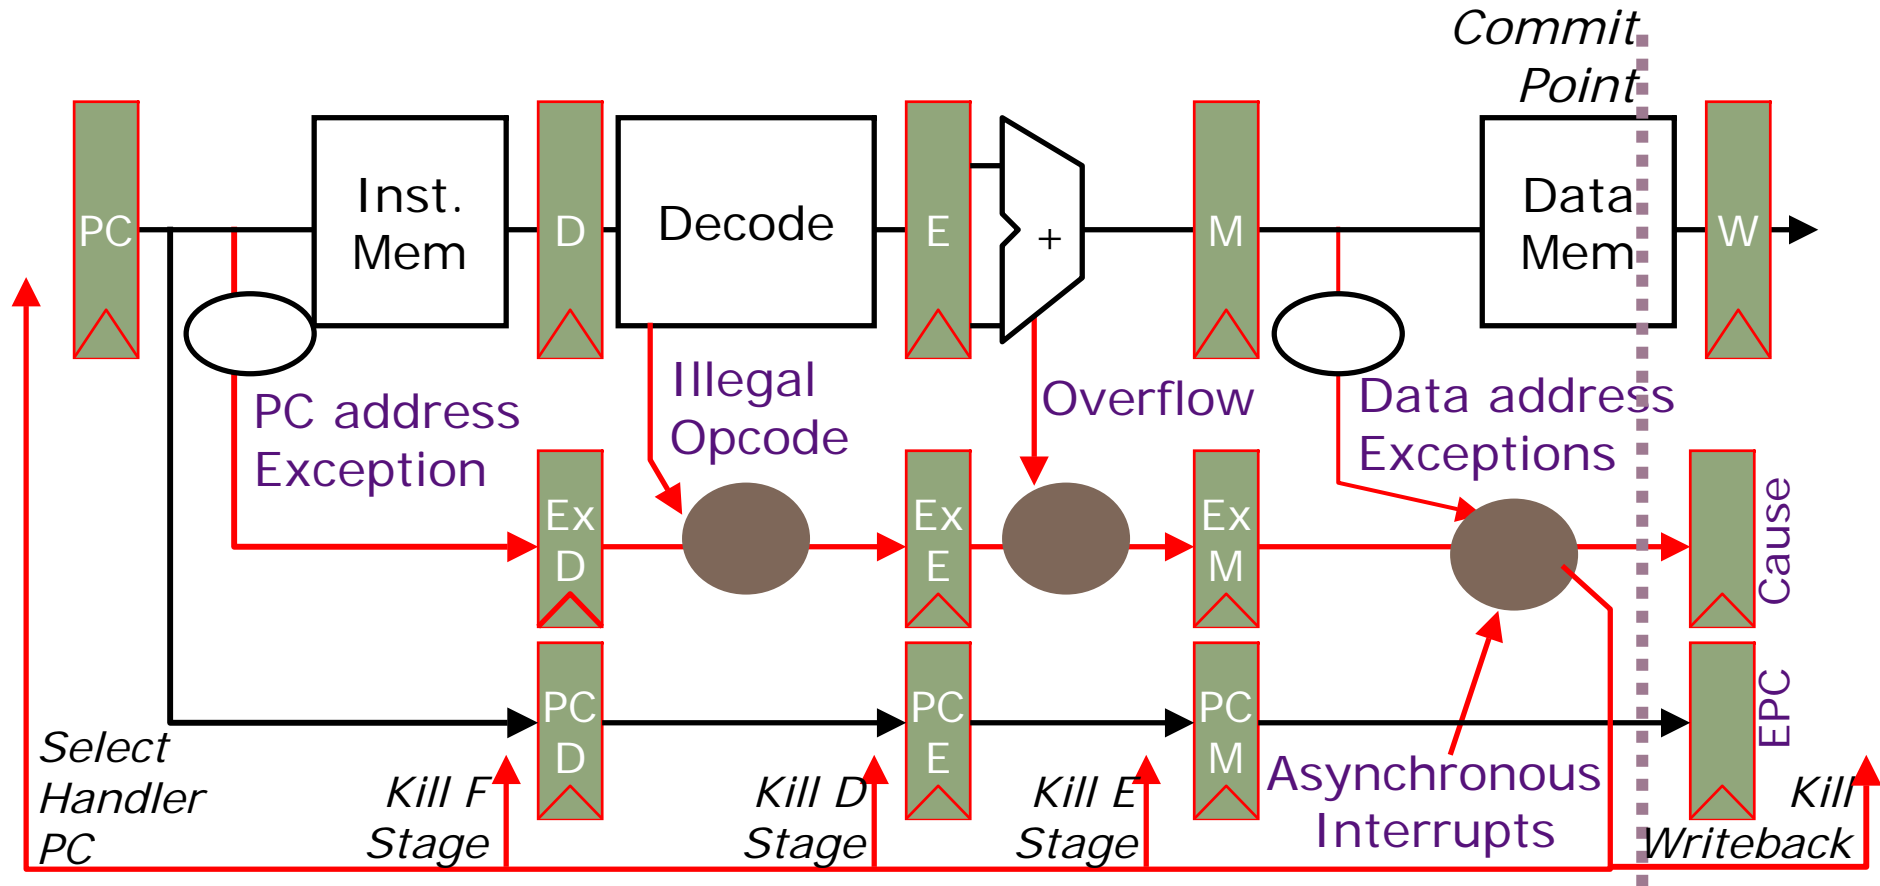 Commit
Point
PC
Inst.
Mem
D
Decode
E
+
M
Data
Mem
W
PC address
Exception
Illegal
Opcode
Overflow
Data address
Exceptions
Ex
D
Ex
E
Ex
M
Cause
PC
D
PC
E
PC
M
EPC
Select
Handler
PC
Kill F
Stage
Kill D
Stage
Kill E
Stage
Asynchronous
Interrupts
Kill
Writeback